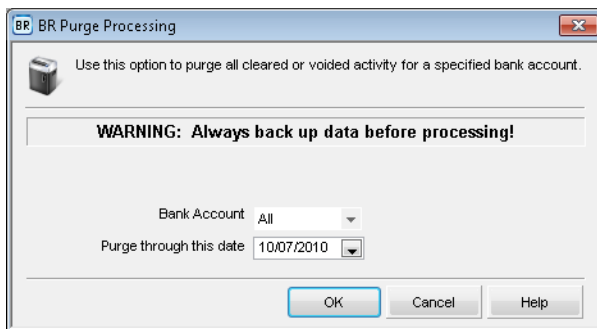 BR BR Purge Processing
Use this option to purge all cleared or voided activity for a specified bank account.
WARNING: Always back up data before processing!
Bank Account All
Purge through this date 10/07/2010
OK Cancel Help